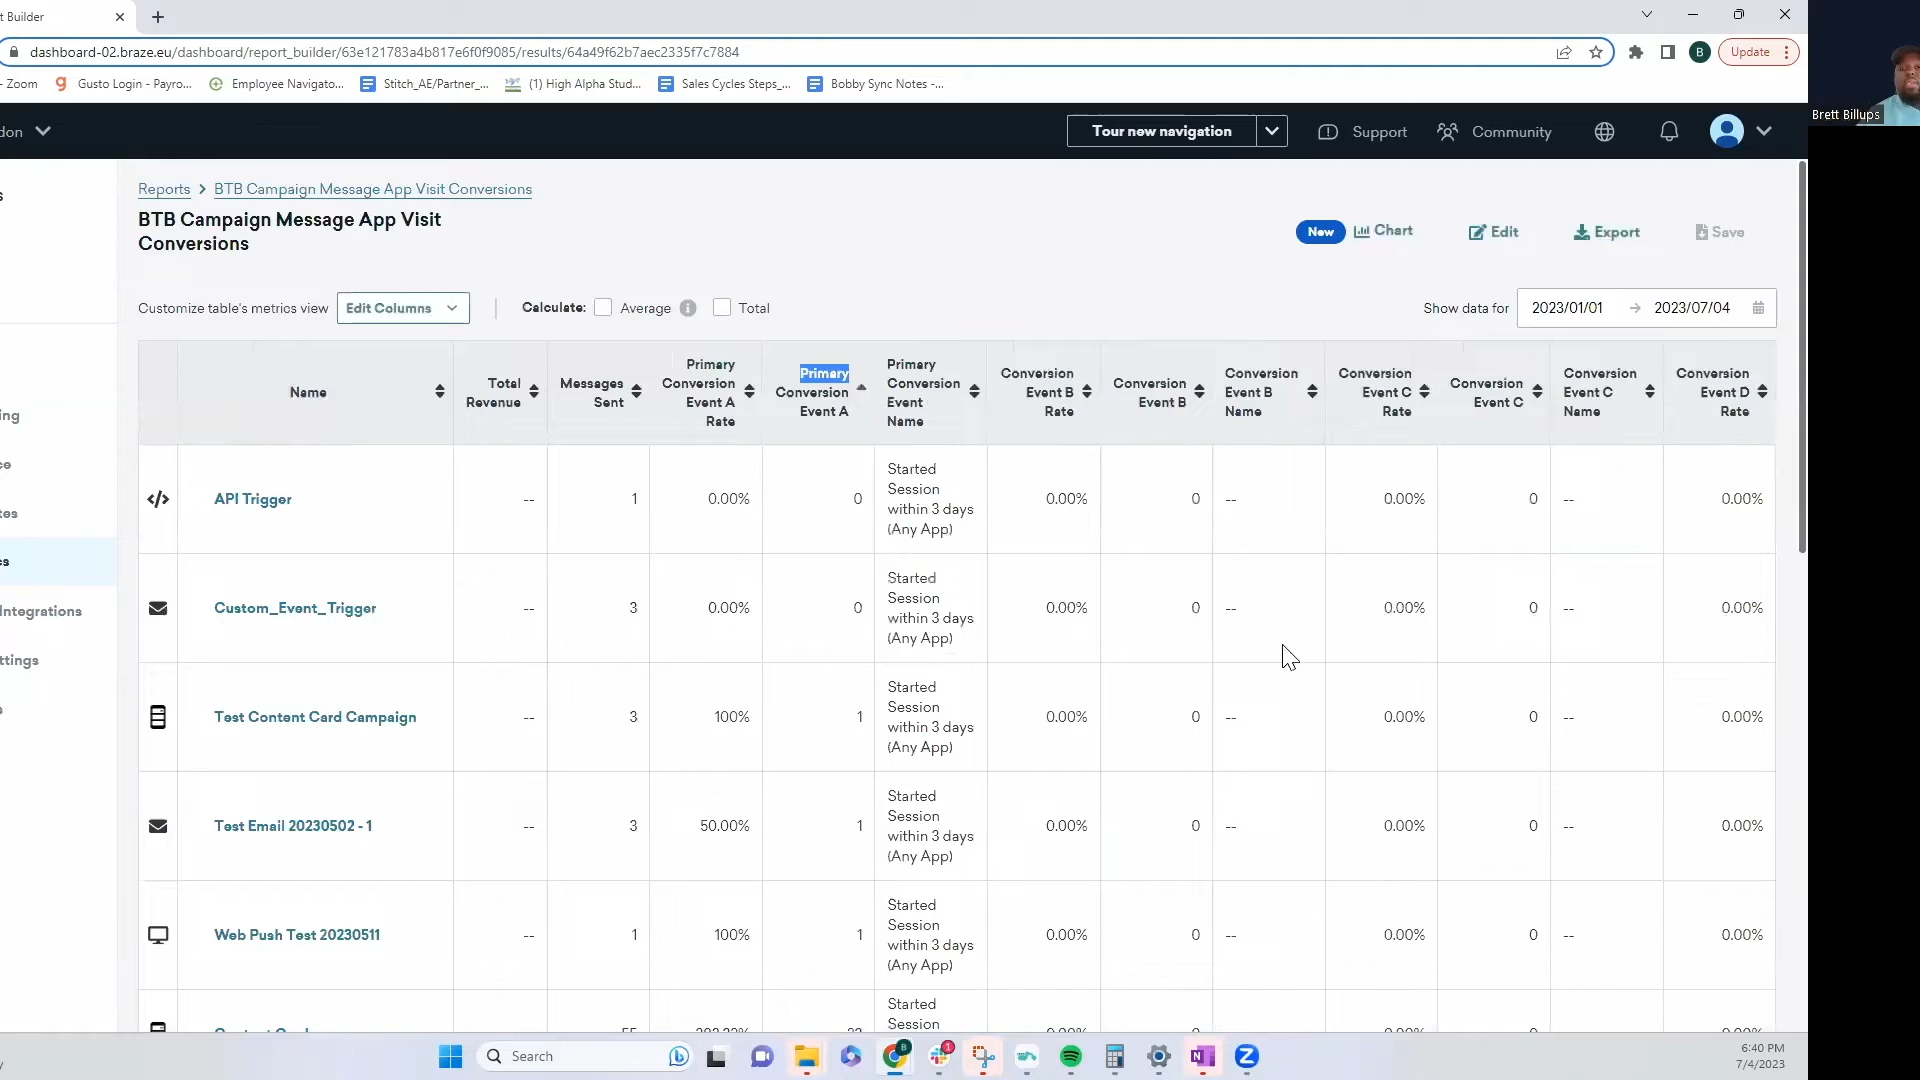 t Builder
dashboard-02.braze.eu/dashboard/report_builder/63e121783a4b817e6f0f9085/results/64a49f62b7aec2335f7c7884
B
Update
- Zoom
Gusto Login - Payro...
Employee Navigato...
Stitch_AE/Partner_...
(1) High Alpha Stud...
Sales Cycles Steps_...
Bobby Sync Notes -...
Brett Billups
don
Tour new navigation
Support
Community
Reports > BTB Campaign Message App Visit Conversions
BTB Campaign Message App Visit
Conversions
New
Chart
Edit
Export
Save
Customize table's metrics view
Edit Columns
Calculate:
Average
Total
Show data for
2023/01/01 → 2023/07/04
Name
Total
Revenue
Messages
Sent
Primary
Conversion
Event A
Rate
Primary
Conversion
Event A
Primary
Conversion
Event
Name
Conversion
Event B
Rate
Conversion
Event B
Conversion
Event B
Name
Conversion
Event C
Rate
Conversion
Event C
Conversion
Event C
Name
Conversion
Event D
Rate
</> API Trigger -- 1 0.00% 0
Started
Session
within 3 days
(Any App)
0.00% 0 -- 0.00% 0 -- 0.00%
Custom_Event_Trigger -- 3 0.00% 0
Started
Session
within 3 days
(Any App)
0.00% 0 -- 0.00% 0 -- 0.00%
Test Content Card Campaign -- 3 100% 1
Started
Session
within 3 days
(Any App)
0.00% 0 -- 0.00% 0 -- 0.00%
Test Email 20230502 - 1 -- 3 50.00% 1
Started
Session
within 3 days
(Any App)
0.00% 0 -- 0.00% 0 -- 0.00%
Web Push Test 20230511 -- 1 100% 1
Started
Session
within 3 days
(Any App)
0.00% 0 -- 0.00% 0 -- 0.00%
Started
Session
s
ing
ce
tes
cs
Integrations
ttings
s
Search
B
1
N
Z
6:40 PM
7/4/2023